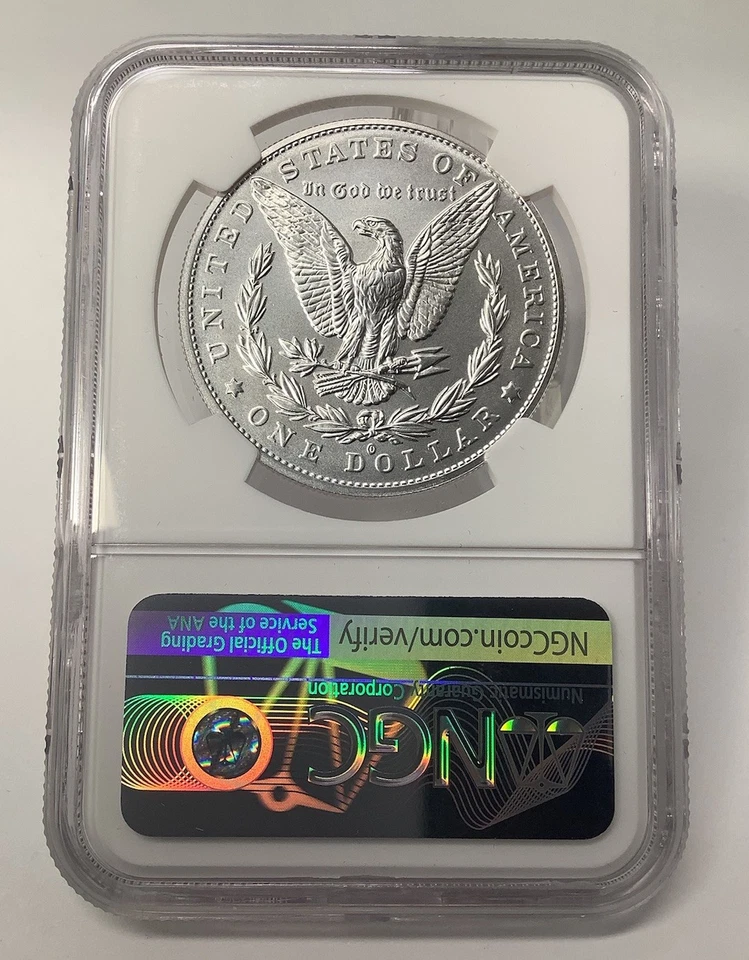 UNITED STATES OF AMERICA
In God we trust
ONE DOLLAR
O
NGCcoin.com/verify
The Official Grading
Service of the ANA
Numismatic Guaranty Corporation
NGC